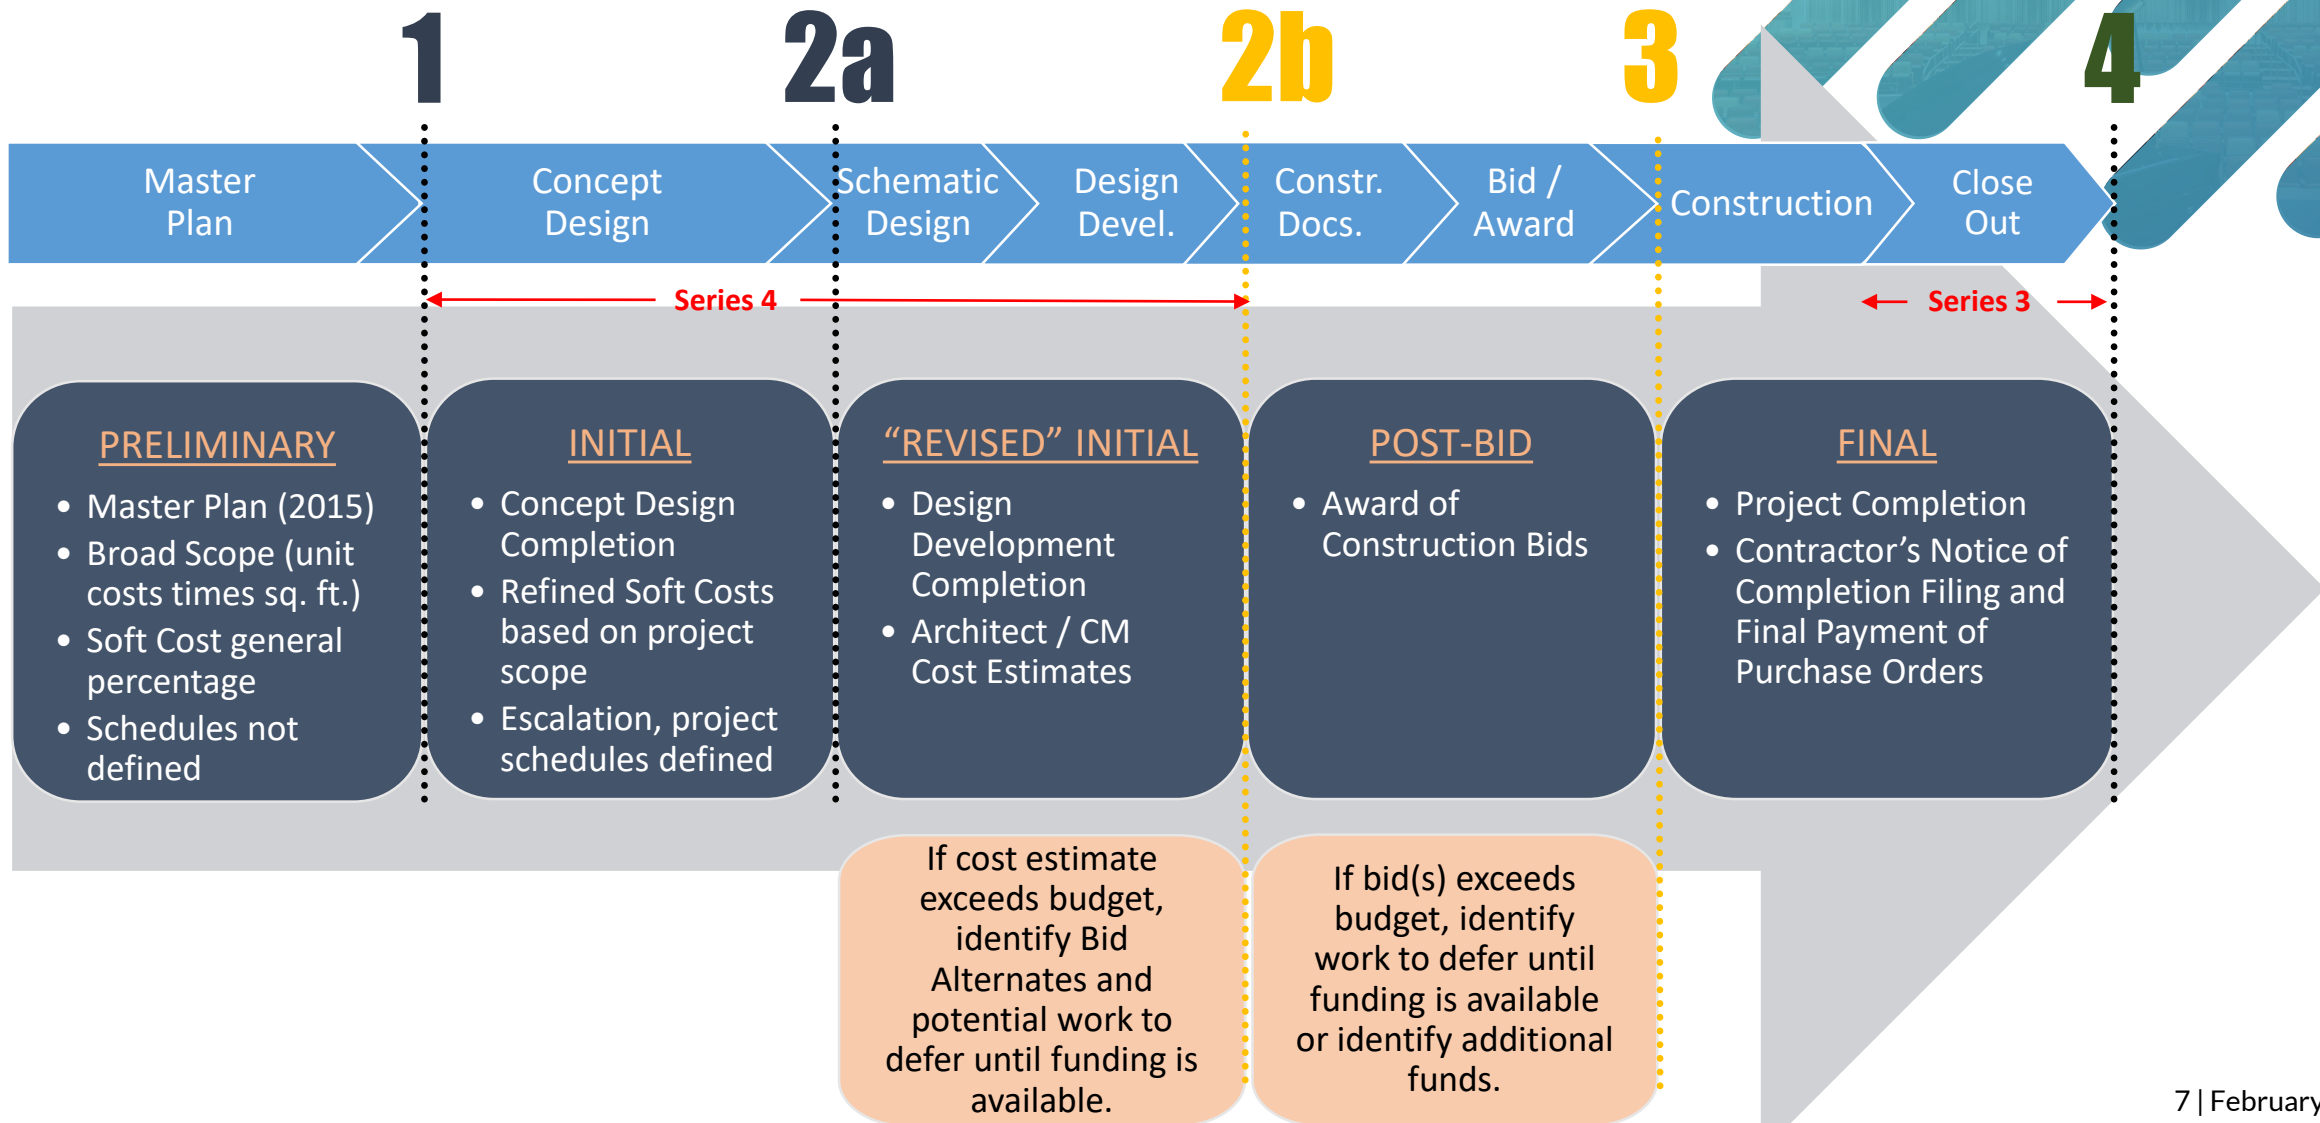 1
2a
2b
3
4
Master
Plan
Concept
Design
Schematic
Design
Design
Devel.
Constr.
Docs.
Bid /
Award
Construction
Close
Out
Series 4
Series 3
PRELIMINARY
• Master Plan (2015)
• Broad Scope (unit
costs times sq. ft.)
• Soft Cost general
percentage
• Schedules not
defined
INITIAL
• Concept Design
Completion
• Refined Soft Costs
based on project
scope
• Escalation, project
schedules defined
“REVISED” INITIAL
• Design
Development
Completion
• Architect / CM
Cost Estimates
POST-BID
• Award of
Construction Bids
FINAL
• Project Completion
• Contractor’s Notice of
Completion Filing and
Final Payment of
Purchase Orders
If cost estimate
exceeds budget,
identify Bid
Alternates and
potential work to
defer until funding is
available.
If bid(s) exceeds
budget, identify
work to defer until
funding is available
or identify additional
funds.
7 | February